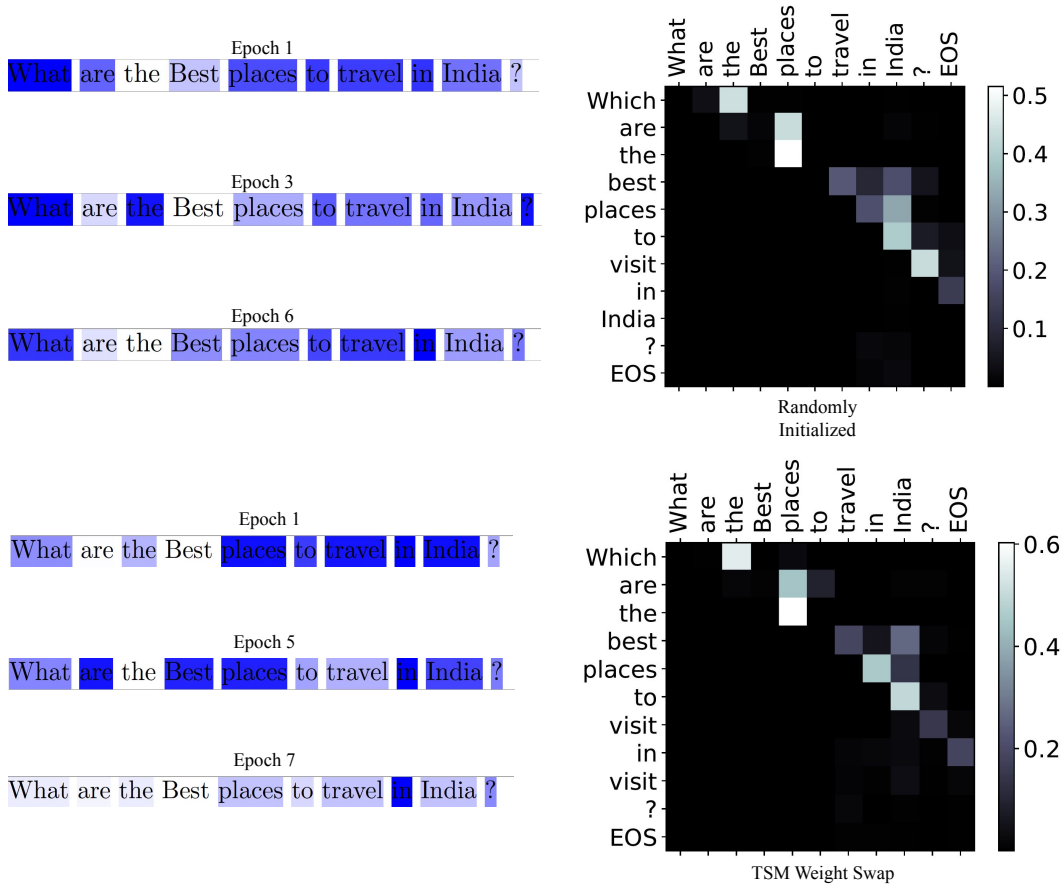 Epoch 1
What are the Best places to travel in India ?
Epoch 3
What are the Best places to travel in India ?
Epoch 6
What are the Best places to travel in India ?
What are the Best places to travel in India ? EOS
Which
are
the
best
places
to
visit
in
India
?
EOS
0.5
0.4
0.3
0.2
0.1
Randomly
Initialized
Epoch 1
What are the Best places to travel in India ?
Epoch 5
What are the Best places to travel in India ?
Epoch 7
What are the Best places to travel in India ?
What are the Best places to travel in India ? EOS
Which
are
the
best
places
to
visit
in
visit
?
EOS
0.6
0.4
0.2
TSM Weight Swap